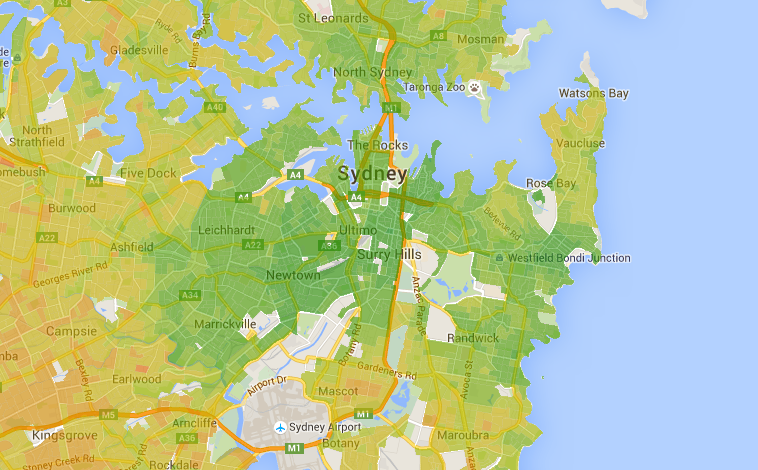 A3
St Leonards
Ryde Rd
Burns Bay Rd
A8
Mosman
Gladesville
North Sydney
Taronga Zoo
Watsons Bay
A40
M1
North
Strathfield
The Rocks
Vaucluse
Five Dock
A4
A4
Sydney
Rose Bay
A4
A4
Burwood
Leichhardt
Ultimo
Bellevue Rd
A22
Ashfield
A22
A36
Surry Hills
Westfield Bondi Junction
Georges River Rd
Newtown
A34
Anzac Parade
Campsie
Marrickville
Botany Rd
Randwick
Bexley Rd
Earlwood
Airport Dr
Gardeners Rd
Mascot
Avoca St
M5
Arncliffe
M1
Kingsgrove
A36
Sydney Airport
Maroubra
M1
Botany
Stoney Creek Rd
Rockdale